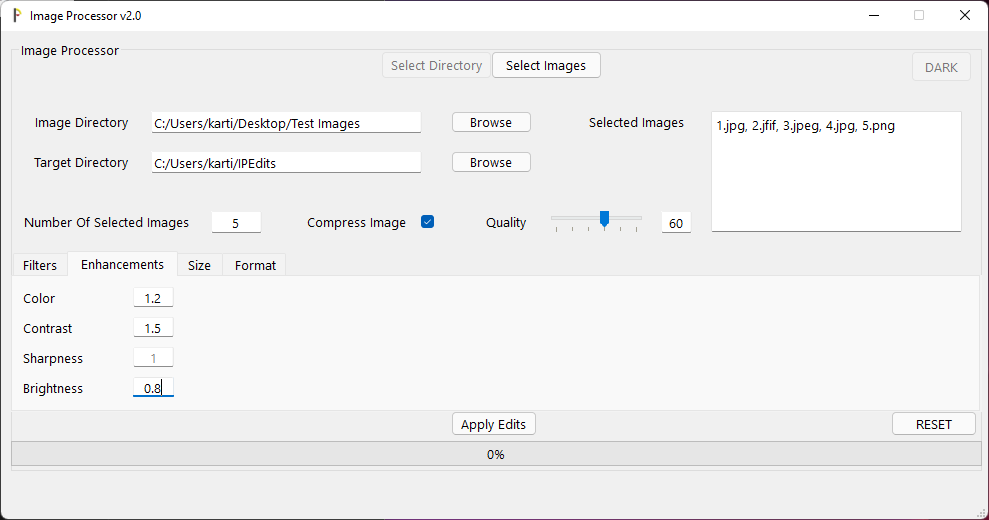 Image Processor v2.0
Image Processor
Select Directory Select Images DARK
Image Directory C:/Users/karti/Desktop/Test Images Browse Selected Images 1.jpg, 2.jfif, 3.jpeg, 4.jpg, 5.png
Target Directory C:/Users/karti/IPEdits Browse
Number Of Selected Images 5 Compress Image Quality 60
Filters Enhancements Size Format
Color 1.2
Contrast 1.5
Sharpness 1
Brightness 0.8
Apply Edits RESET
0%